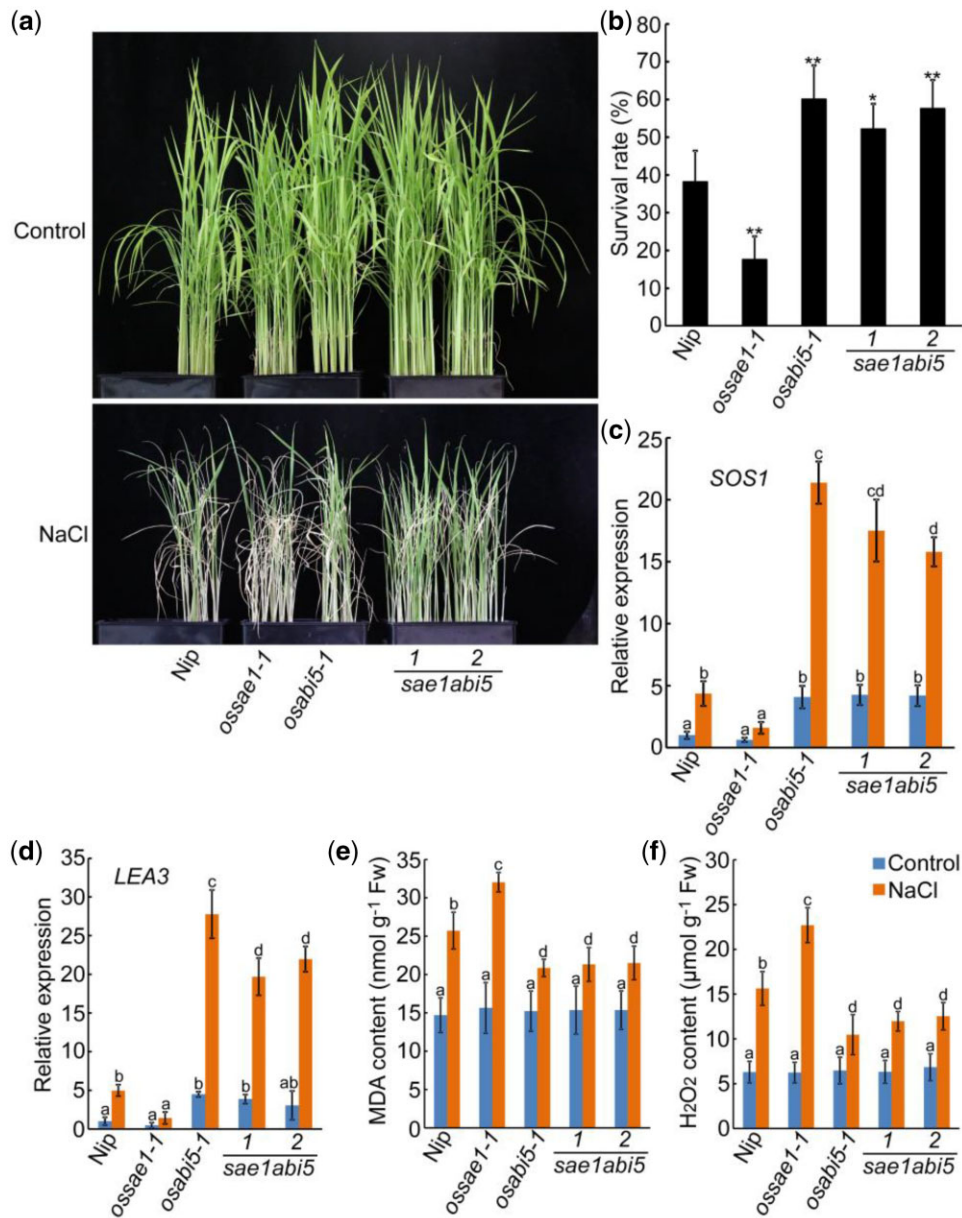 (a)
Control
NaCl
Nip
ossae1-1
osabi5-1
1
2
sae1abi5
(b)
Survival rate (%)
80
70
60
50
40
30
20
10
0
**
**
*
**
Nip
ossae1-1
osabi5-1
1
2
sae1abi5
(c)
SOS1
Relative expression
25
20
15
10
5
0
a
b
a
a
b
c
b
cd
b
d
Nip
ossae1-1
osabi5-1
1
2
sae1abi5
(d)
LEA3
Relative expression
35
30
25
20
15
10
5
0
a
b
a
a
b
c
b
d
ab
d
Nip
ossae1-1
osabi5-1
1
2
sae1abi5
(e)
MDA content (nmol g-1 Fw)
35
30
25
20
15
10
5
0
a
b
a
c
a
d
a
d
a
d
Nip
ossae1-1
osabi5-1
1
2
sae1abi5
(f)
H2O2 content (µmol g-1 Fw)
30
25
20
15
10
5
0
Control
NaCl
a
b
a
c
a
d
a
d
a
d
Nip
ossae1-1
osabi5-1
1
2
sae1abi5